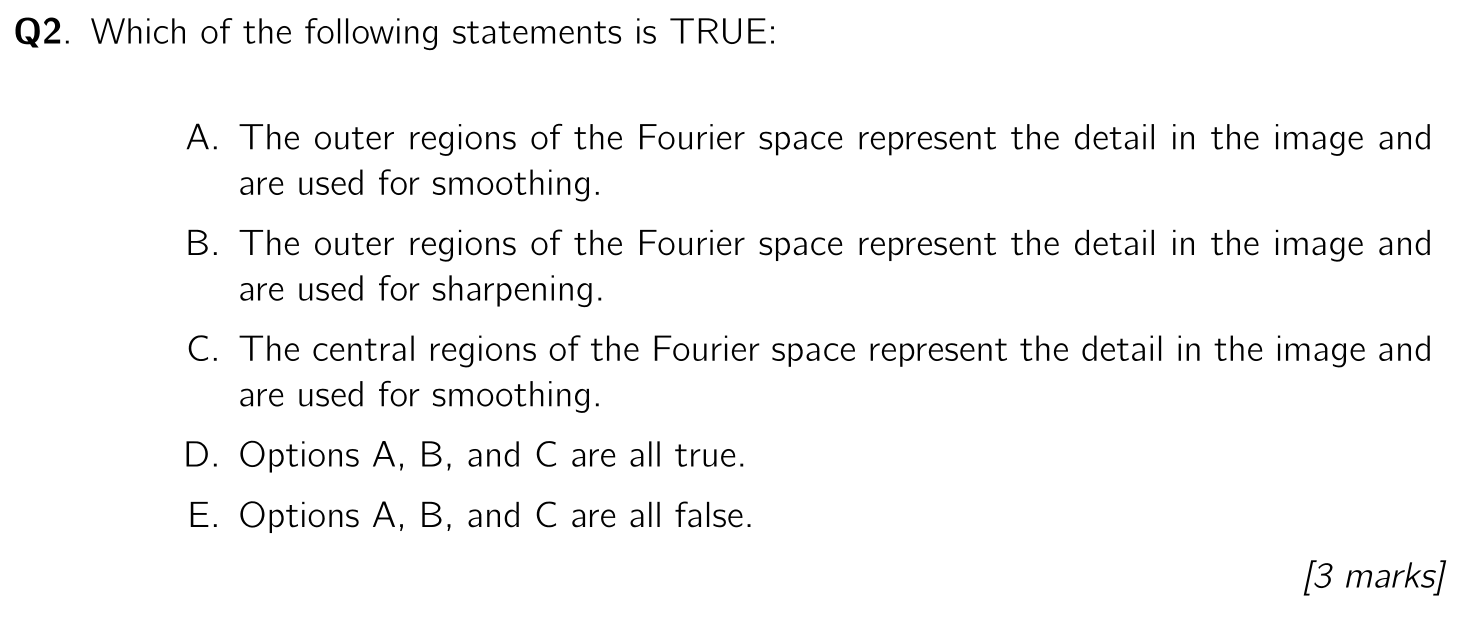 Q2. Which of the following statements is TRUE:
A. The outer regions of the Fourier space represent the detail in the image and
are used for smoothing.
B. The outer regions of the Fourier space represent the detail in the image and
are used for sharpening.
C. The central regions of the Fourier space represent the detail in the image and
are used for smoothing.
D. Options A, B, and C are all true.
E. Options A, B, and C are all false.
[3 marks]